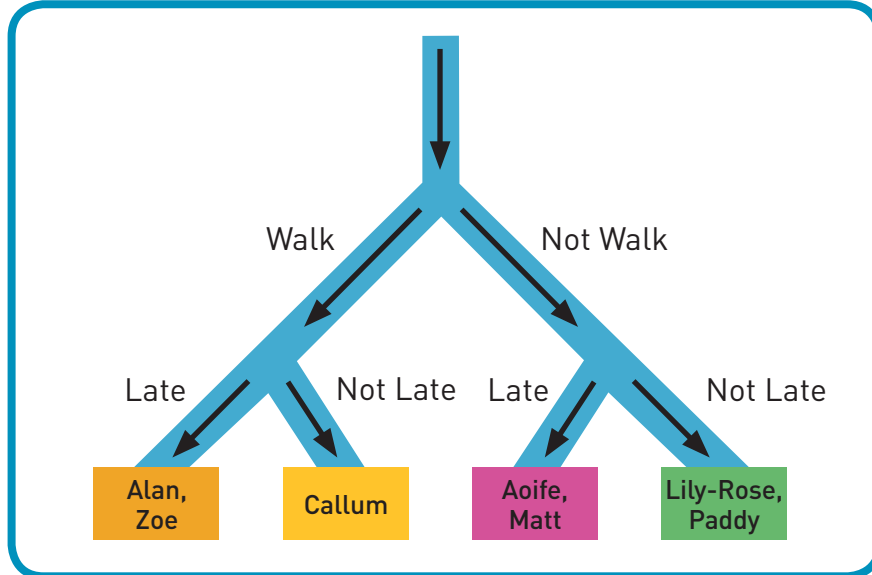 Walk
Not Walk
Late
Not Late
Late
Not Late
Alan,
Zoe
Callum
Aoife,
Matt
Lily-Rose,
Paddy